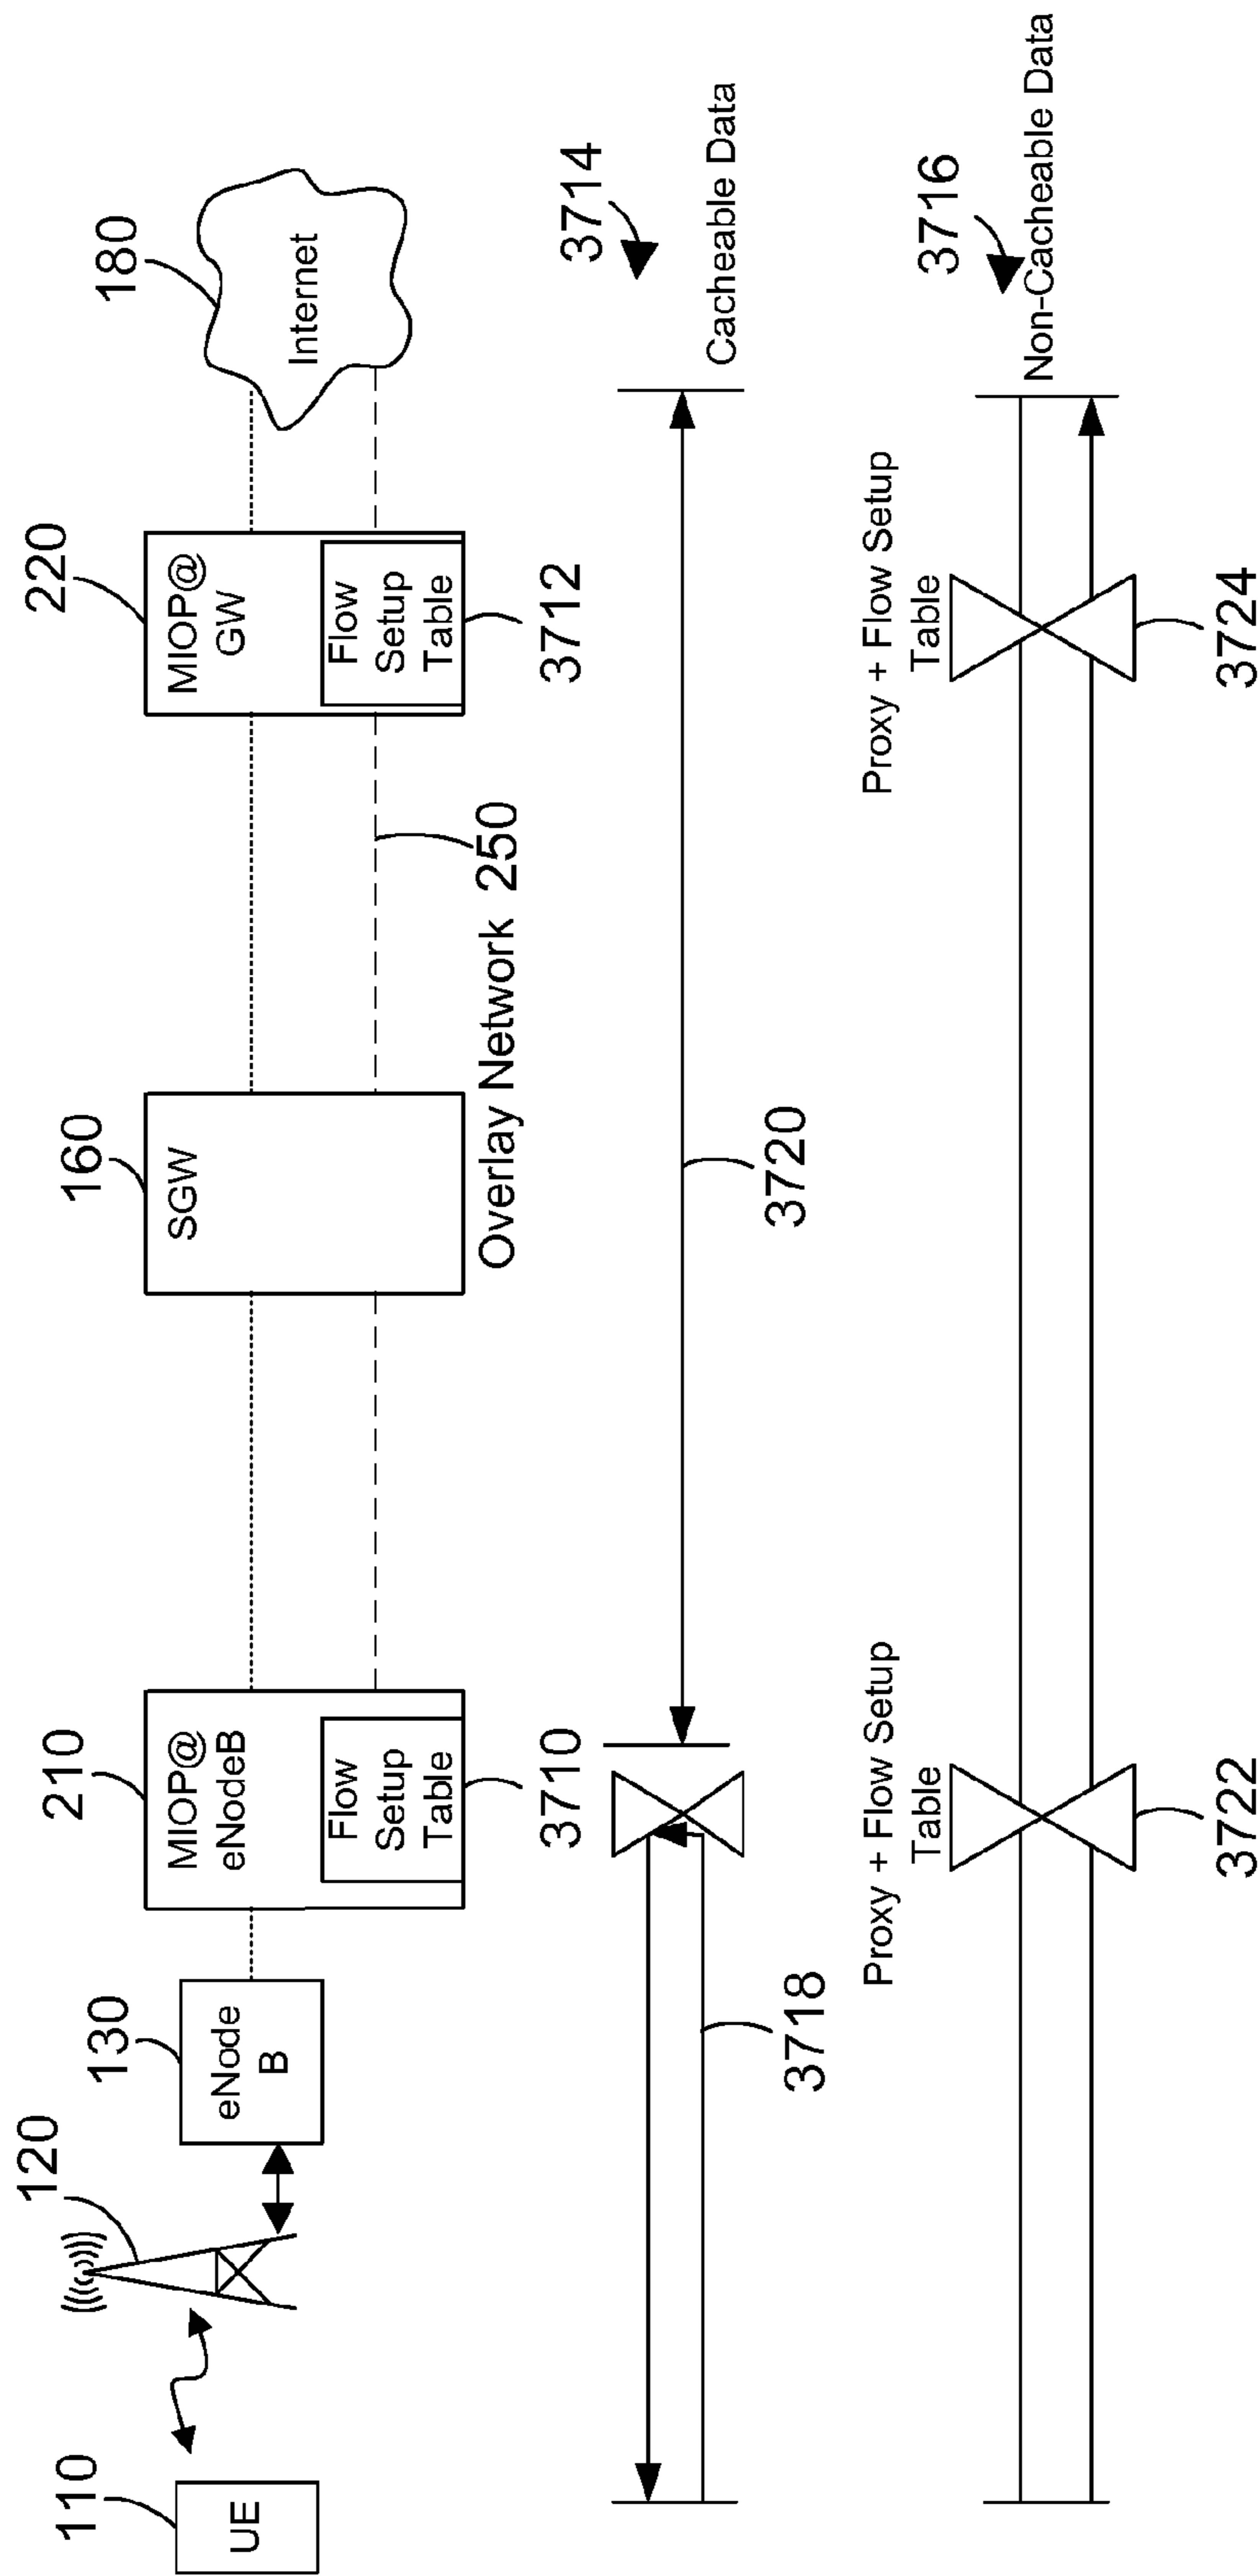 110
UE
120
130
eNode
B
210
MIOP@
eNodeB
Flow
Setup
Table
3710
160
SGW
Overlay Network 250
220
MIOP@
GW
Flow
Setup
Table
3712
180
Internet
3714
Cacheable Data
3718
3720
3716
Non-Cacheable Data
Proxy + Flow Setup
Table
3722
Proxy + Flow Setup
Table
3724